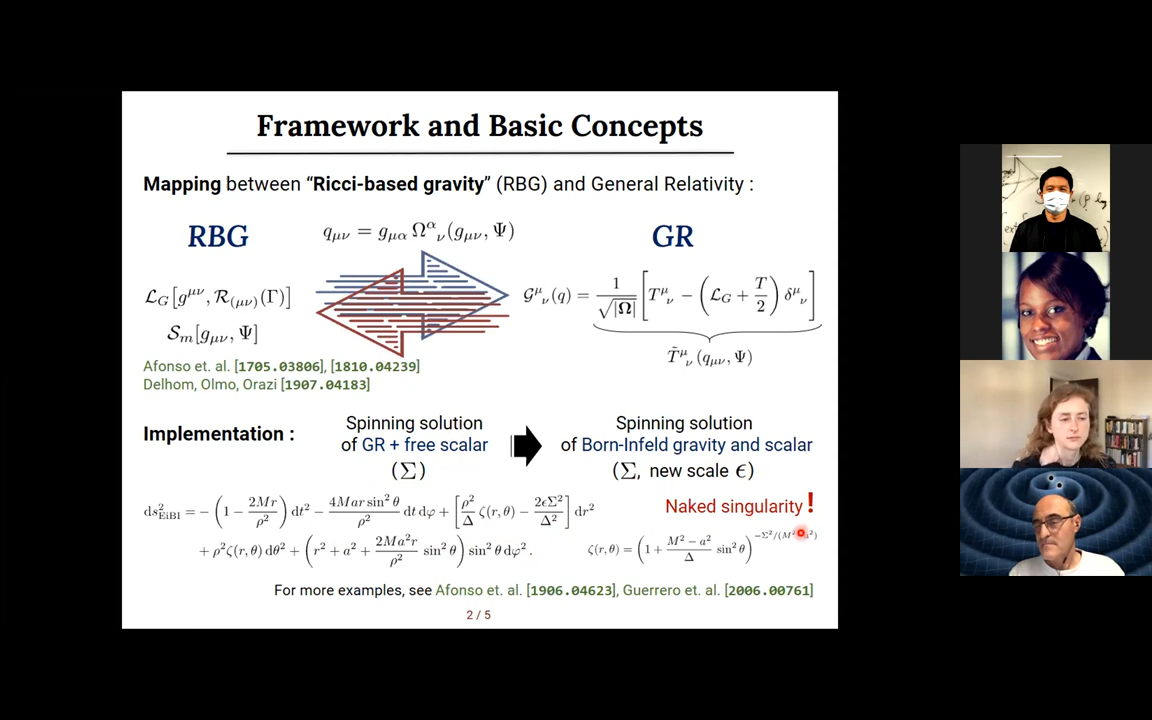 Framework and Basic Concepts
Mapping between “Ricci-based gravity” (RBG) and General Relativity :
RBG
q_{μν} = g_{μα} Ω^α_ν(g_{μν}, Ψ)
GR
ℒ_G[g^{μν}, ℛ_{(μν)}(Γ)]
𝒮_m[g_{μν}, Ψ]
𝒢^μ_ν(q) = 1/√|Ω| [T^μ_ν − (ℒ_G + T/2) δ^μ_ν]
T̃^μ_ν(q_{μν}, Ψ)
Afonso et. al [1705.03806], [1810.04239]
Delhom, Olmo, Orazi [1907.04183]
Implementation :
Spinning solution
of GR + free scalar
(Σ)
Spinning solution
of Born-Infeld gravity and scalar
(Σ, new scale ϵ)
Naked singularity!
ds²_{EiBI} = −(1 − 2Mr/ρ²) dt² − 4Mar sin²θ/ρ² dt dφ + [ρ²/Δ ζ(r, θ) − 2ϵΣ²/Δ²] dr²
+ ρ²ζ(r, θ) dθ² + (r² + a² + 2Ma²r/ρ² sin²θ) sin²θ dφ² .
ζ(r, θ) = (1 + M² − a²/Δ sin²θ)^{−Σ²/(M² ²)}
For more examples, see Afonso et. al [1906.04623], Guerrero et. al [2006.00761]
2 / 5